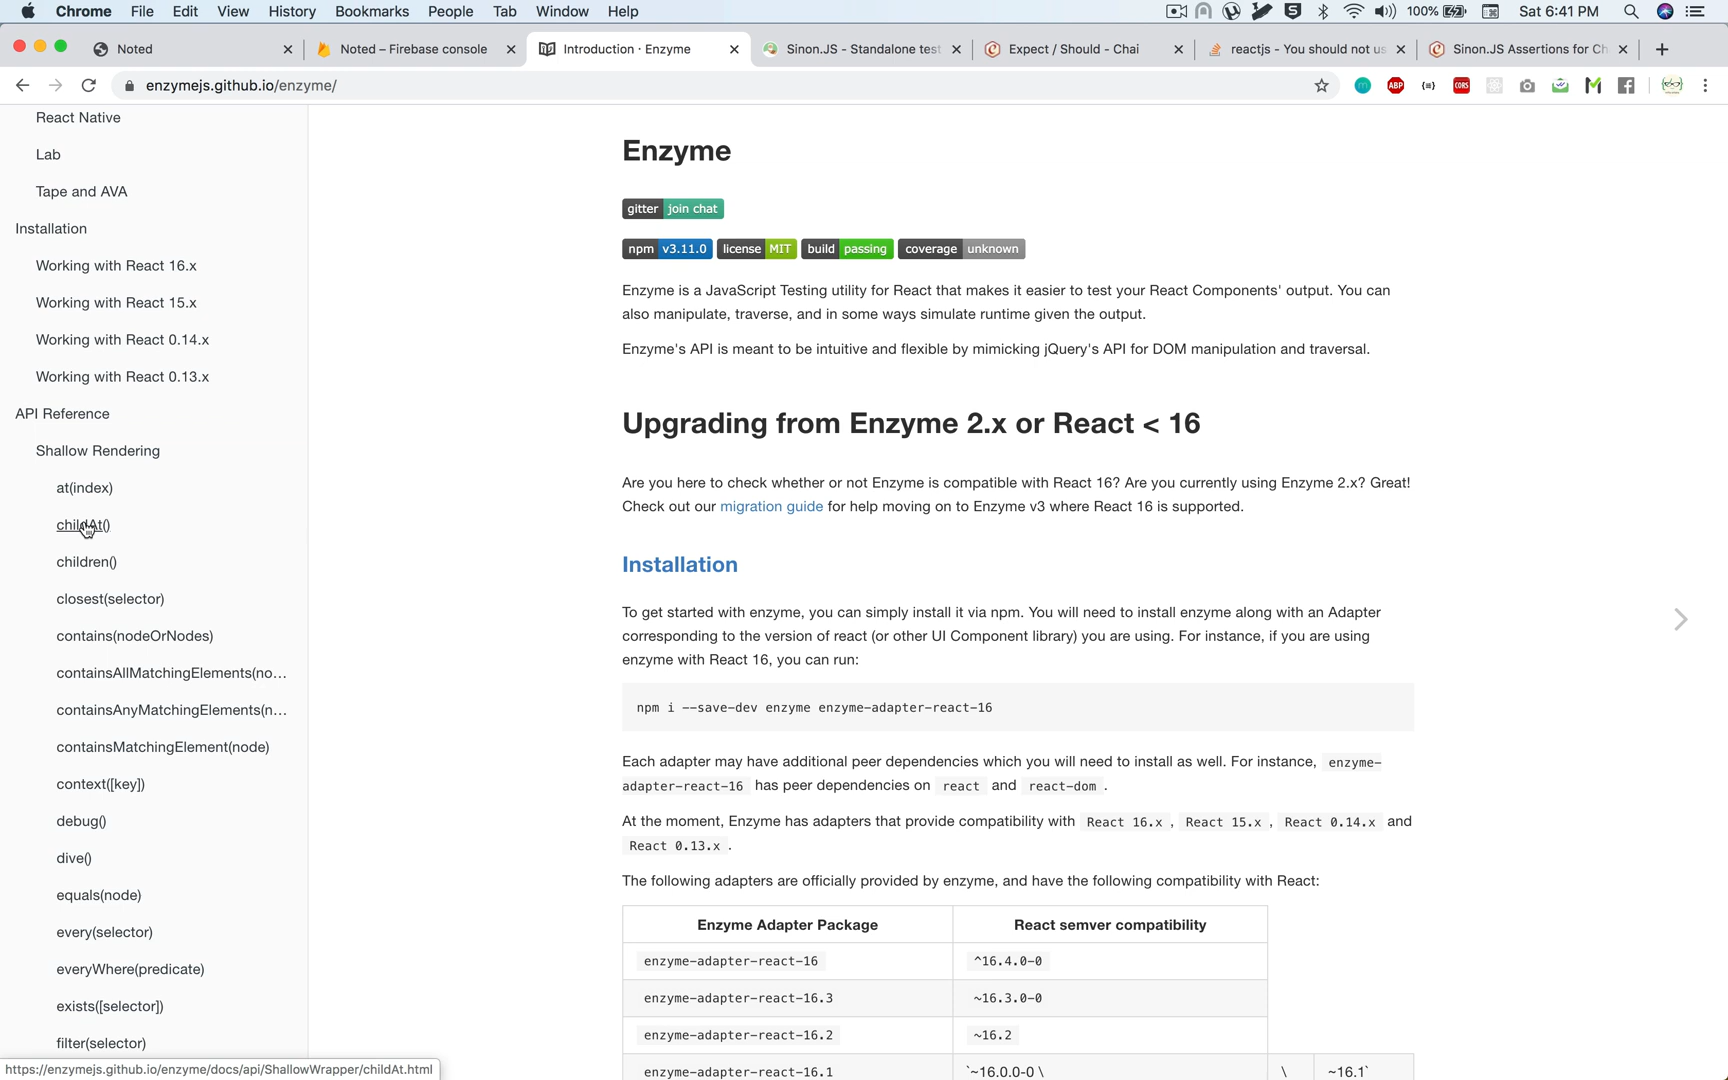 Chrome File Edit View History Bookmarks People Tab Window Help 100% Sat 6:41 PM
Noted Noted – Firebase console Introduction · Enzyme Sinon.JS - Standalone test Expect / Should - Chai reactjs - You should not us Sinon.JS Assertions for Ch
enzymejs.github.io/enzyme/
ABP CORS
React Native
Lab
Tape and AVA
Installation
Working with React 16.x
Working with React 15.x
Working with React 0.14.x
Working with React 0.13.x
API Reference
Shallow Rendering
at(index)
childAt()
children()
closest(selector)
contains(nodeOrNodes)
containsAllMatchingElements(no...
containsAnyMatchingElements(n...
containsMatchingElement(node)
context([key])
debug()
dive()
equals(node)
every(selector)
everyWhere(predicate)
exists([selector])
filter(selector)
https://enzymejs.github.io/enzyme/docs/api/ShallowWrapper/childAt.html
Enzyme
gitter join chat
npm v3.11.0 license MIT build passing coverage unknown
Enzyme is a JavaScript Testing utility for React that makes it easier to test your React Components' output. You can
also manipulate, traverse, and in some ways simulate runtime given the output.
Enzyme's API is meant to be intuitive and flexible by mimicking jQuery's API for DOM manipulation and traversal.
Upgrading from Enzyme 2.x or React < 16
Are you here to check whether or not Enzyme is compatible with React 16? Are you currently using Enzyme 2.x? Great!
Check out our migration guide for help moving on to Enzyme v3 where React 16 is supported.
Installation
To get started with enzyme, you can simply install it via npm. You will need to install enzyme along with an Adapter
corresponding to the version of react (or other UI Component library) you are using. For instance, if you are using
enzyme with React 16, you can run:
npm i --save-dev enzyme enzyme-adapter-react-16
Each adapter may have additional peer dependencies which you will need to install as well. For instance, enzyme-
adapter-react-16 has peer dependencies on react and react-dom .
At the moment, Enzyme has adapters that provide compatibility with React 16.x , React 15.x , React 0.14.x and
React 0.13.x .
The following adapters are officially provided by enzyme, and have the following compatibility with React:
Enzyme Adapter Package React semver compatibility
enzyme-adapter-react-16 ^16.4.0-0
enzyme-adapter-react-16.3 ~16.3.0-0
enzyme-adapter-react-16.2 ~16.2
enzyme-adapter-react-16.1 `~16.0.0-0 \ \ ~16.1`